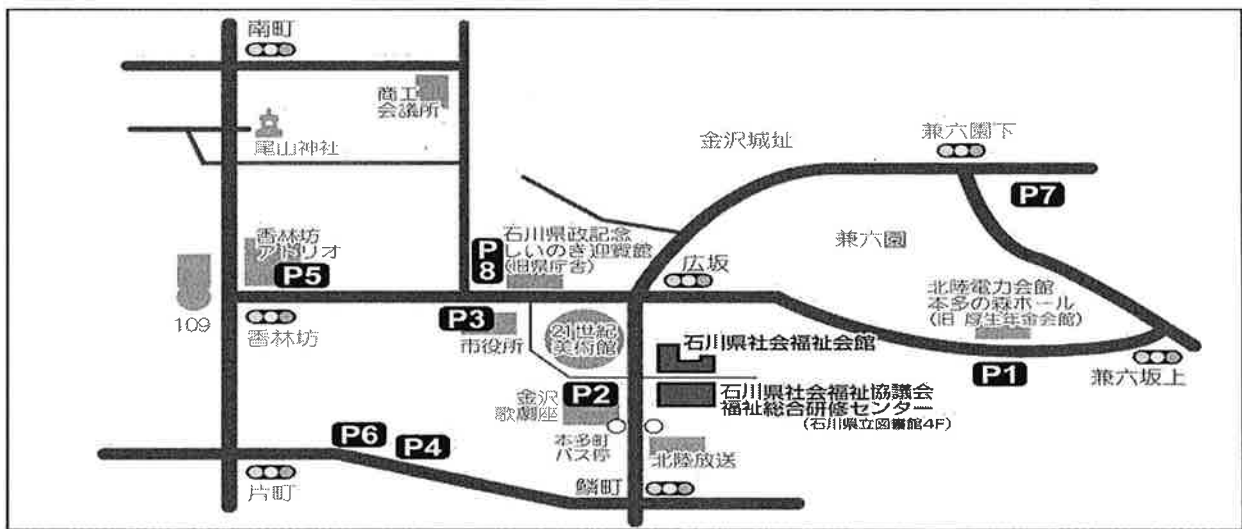 南町
商工
会議所
尾山神社
金沢城址
兼六園下
P7
香林坊
アトリオ
P5
P
8
石川県政記念
しいのき迎賓館
(旧県庁舎)
広坂
兼六園
北陸電力会館
本多の森ホール
(旧 厚生年金会館)
109
香林坊
P3
市役所
21世紀
美術館
石川県社会福祉会館
P1
兼六坂上
金沢
歌劇座
P2
石川県社会福祉協議会
福祉総合研修センター
(石川県立図書館4F)
P6
P4
本多町
バス停
北陸放送
片町
鱗町